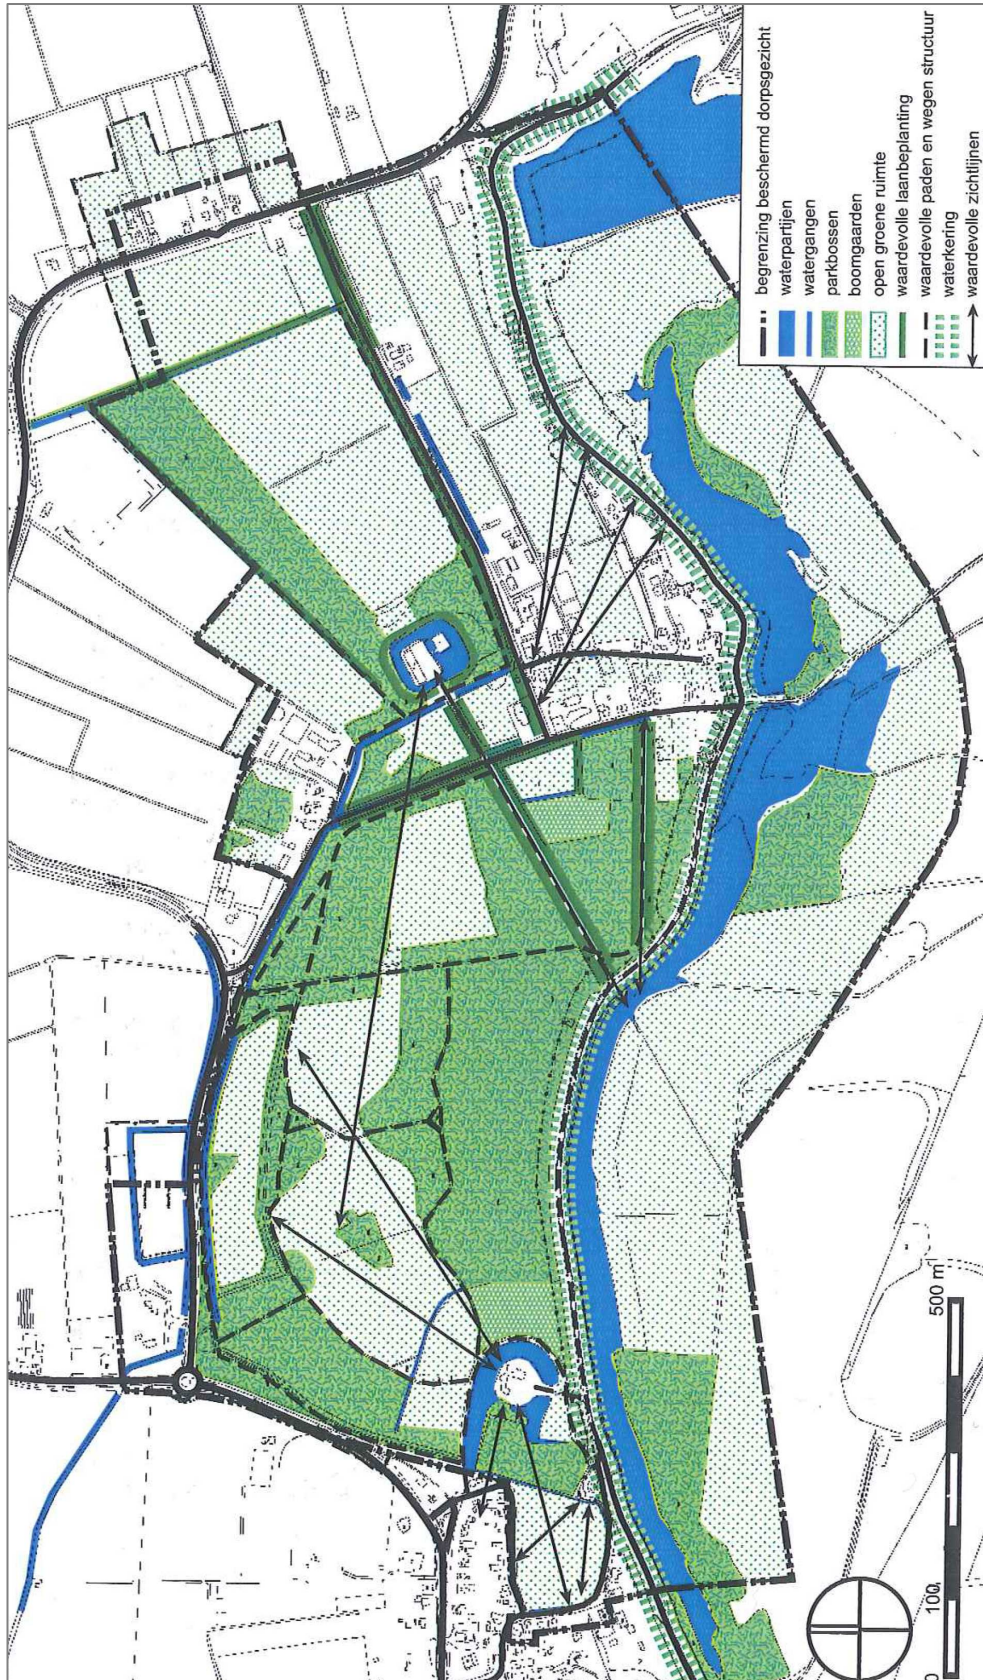 begrenzing beschermd dorpsgezicht
waterpartijen
watergangen
parkbossen
boomgaarden
open groene ruimte
waardevolle laanbeplanting
waardevolle paden en wegen structuur
waterkering
waardevolle zichtlijnen
0 100 500 m